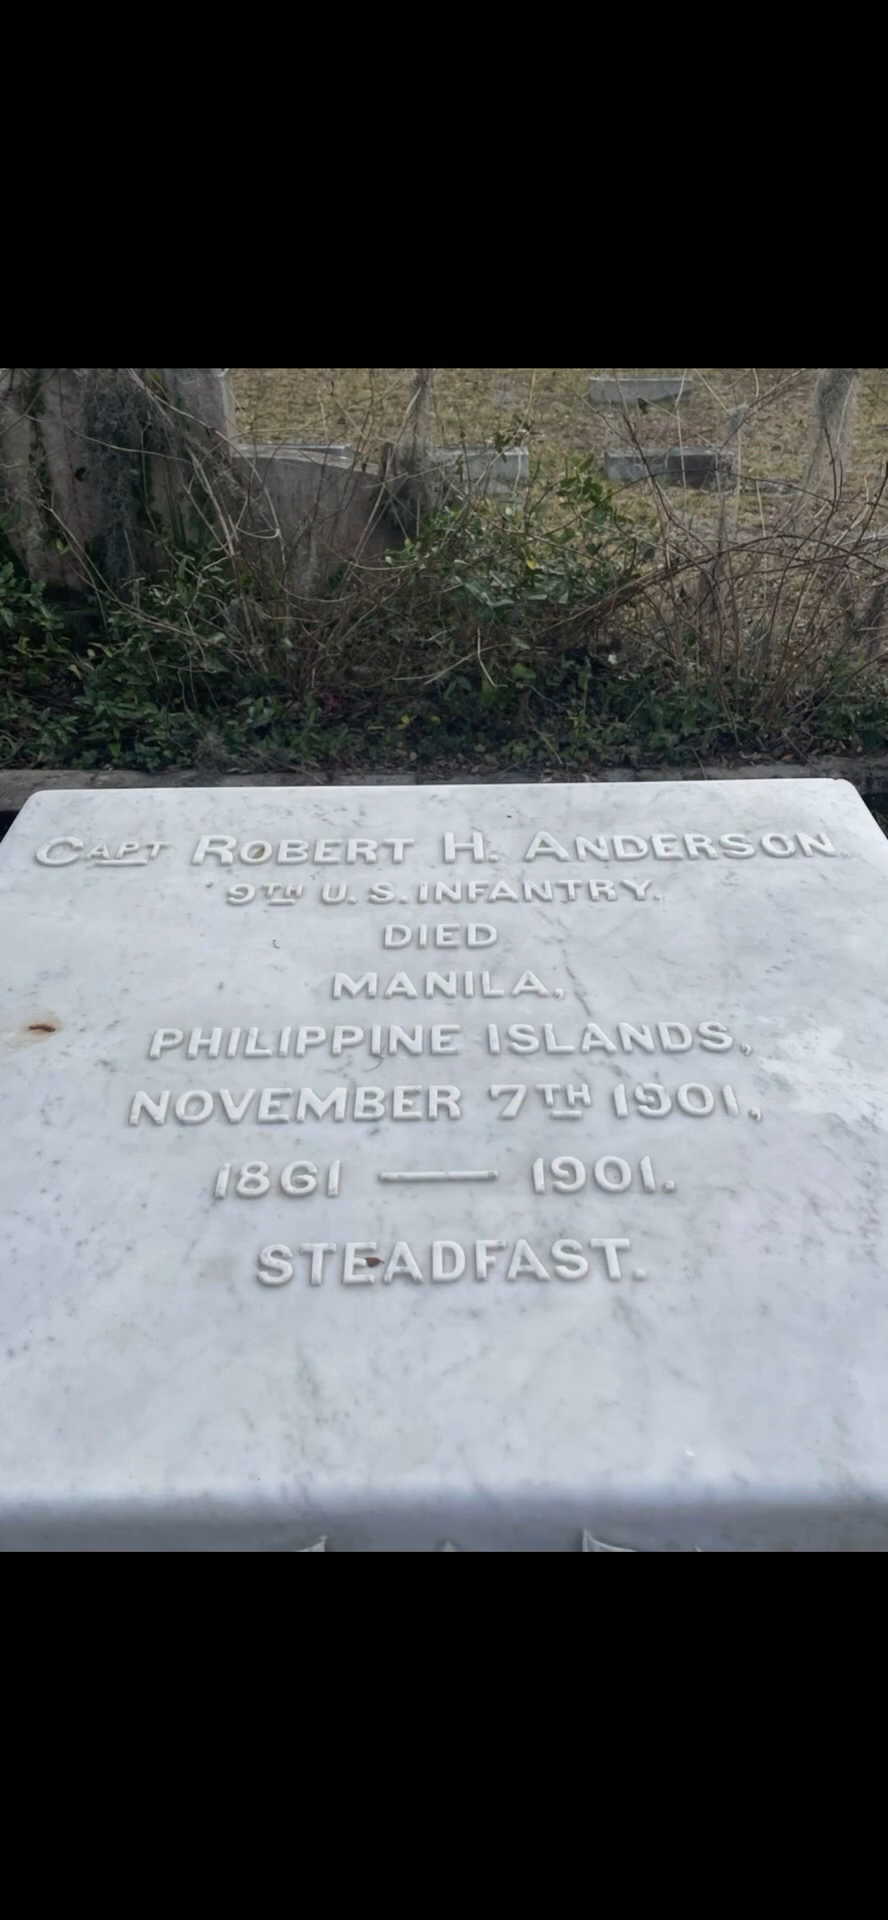 CAPT ROBERT H. ANDERSON.
9TH U.S. INFANTRY.
DIED
MANILA,
PHILIPPINE ISLANDS,
NOVEMBER 7TH 1901,
1861 — 1901.
STEADFAST.